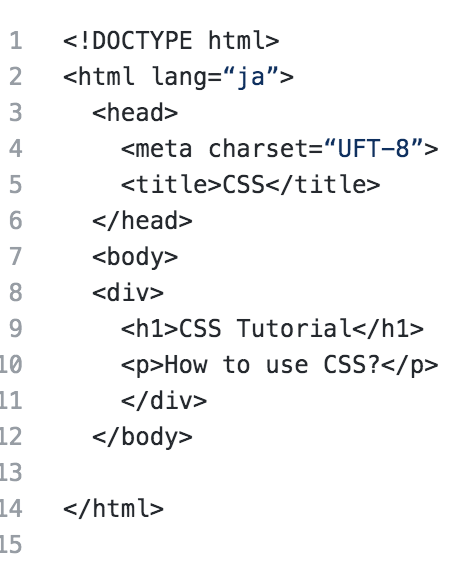 1 <!DOCTYPE html>
2 <html lang=“ja”>
3 <head>
4 <meta charset=“UFT-8”>
5 <title>CSS</title>
6 </head>
7 <body>
8 <div>
9 <h1>CSS Tutorial</h1>
10 <p>How to use CSS?</p>
11 </div>
12 </body>
13
14 </html>
15